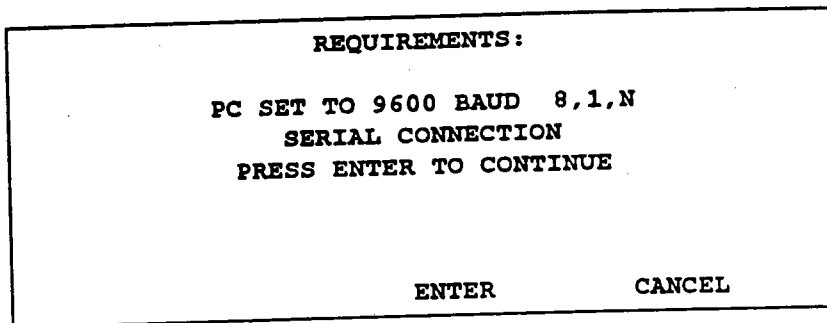 REQUIREMENTS:
PC SET TO 9600 BAUD 8,1,N
SERIAL CONNECTION
PRESS ENTER TO CONTINUE
ENTER CANCEL